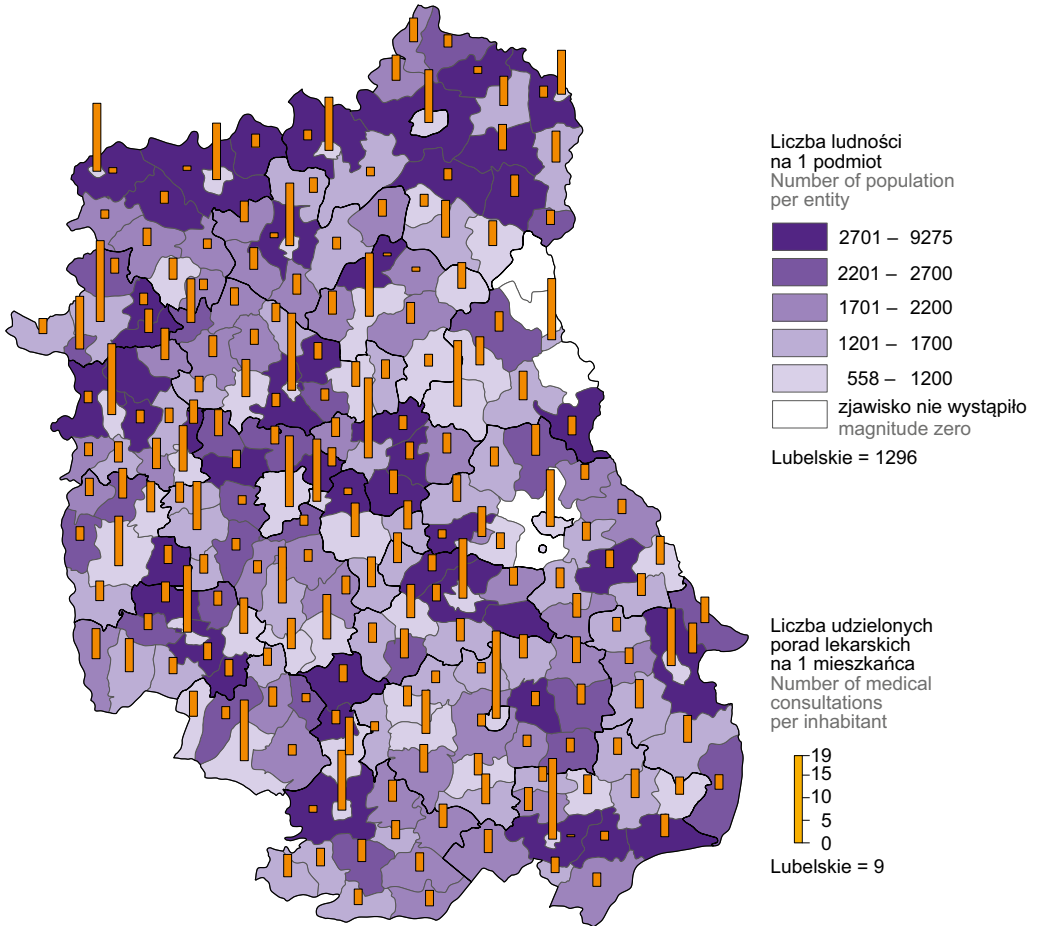 Liczba ludności
na 1 podmiot
Number of population
per entity
2701 – 9275
2201 – 2700
1701 – 2200
1201 – 1700
558 – 1200
zjawisko nie wystąpiło
magnitude zero
Lubelskie = 1296
Liczba udzielonych
porad lekarskich
na 1 mieszkańca
Number of medical
consultations
per inhabitant
19
15
10
5
0
Lubelskie = 9